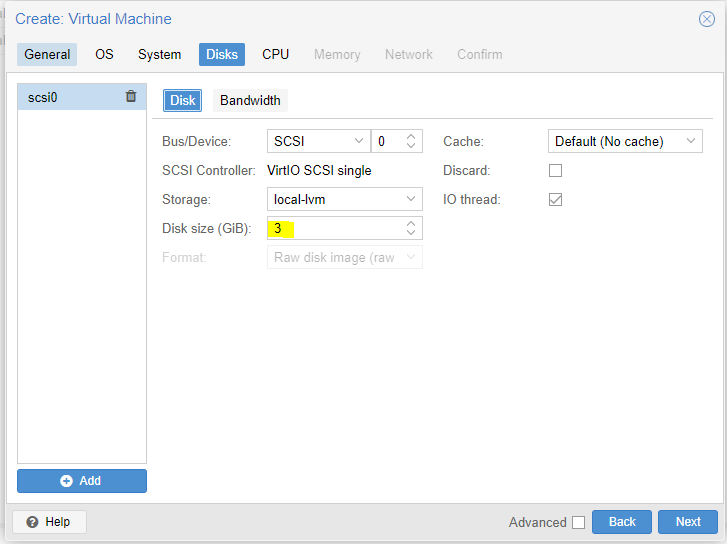 Create: Virtual Machine
General OS System Disks CPU Memory Network Confirm
scsi0
Disk Bandwidth
Bus/Device: SCSI 0 Cache: Default (No cache)
SCSI Controller: VirtIO SCSI single Discard:
Storage: local-lvm IO thread:
Disk size (GiB): 3
Format: Raw disk image (raw
Add
Help Advanced Back Next